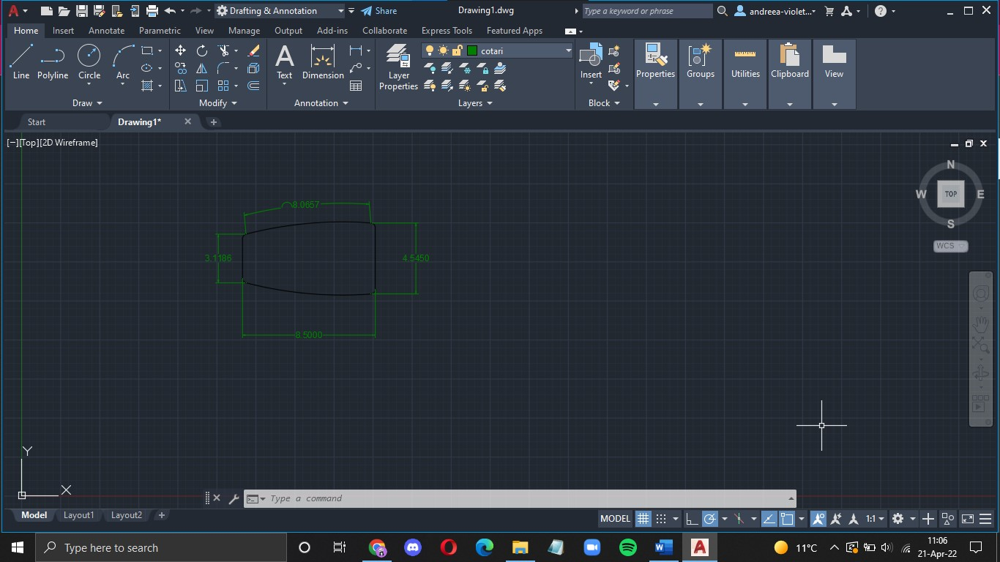 A Drafting & Annotation Share Drawing1.dwg Type a keyword or phrase andreea-violet... ?
Home Insert Annotate Parametric View Manage Output Add-ins Collaborate Express Tools Featured Apps
cotari
Line Polyline Circle Arc A Text Dimension Layer Properties Insert Properties Groups Utilities Clipboard View
Draw Modify Annotation Layers Block
Start Drawing1* +
[−][Top][2D Wireframe]
N
W TOP E
S
WCS
8.0657
3.1186
4.5450
8.5000
Y
X
Type a command
Model Layout1 Layout2 +
MODEL 1:1
Type here to search
W A 11°C
11:06
21-Apr-22